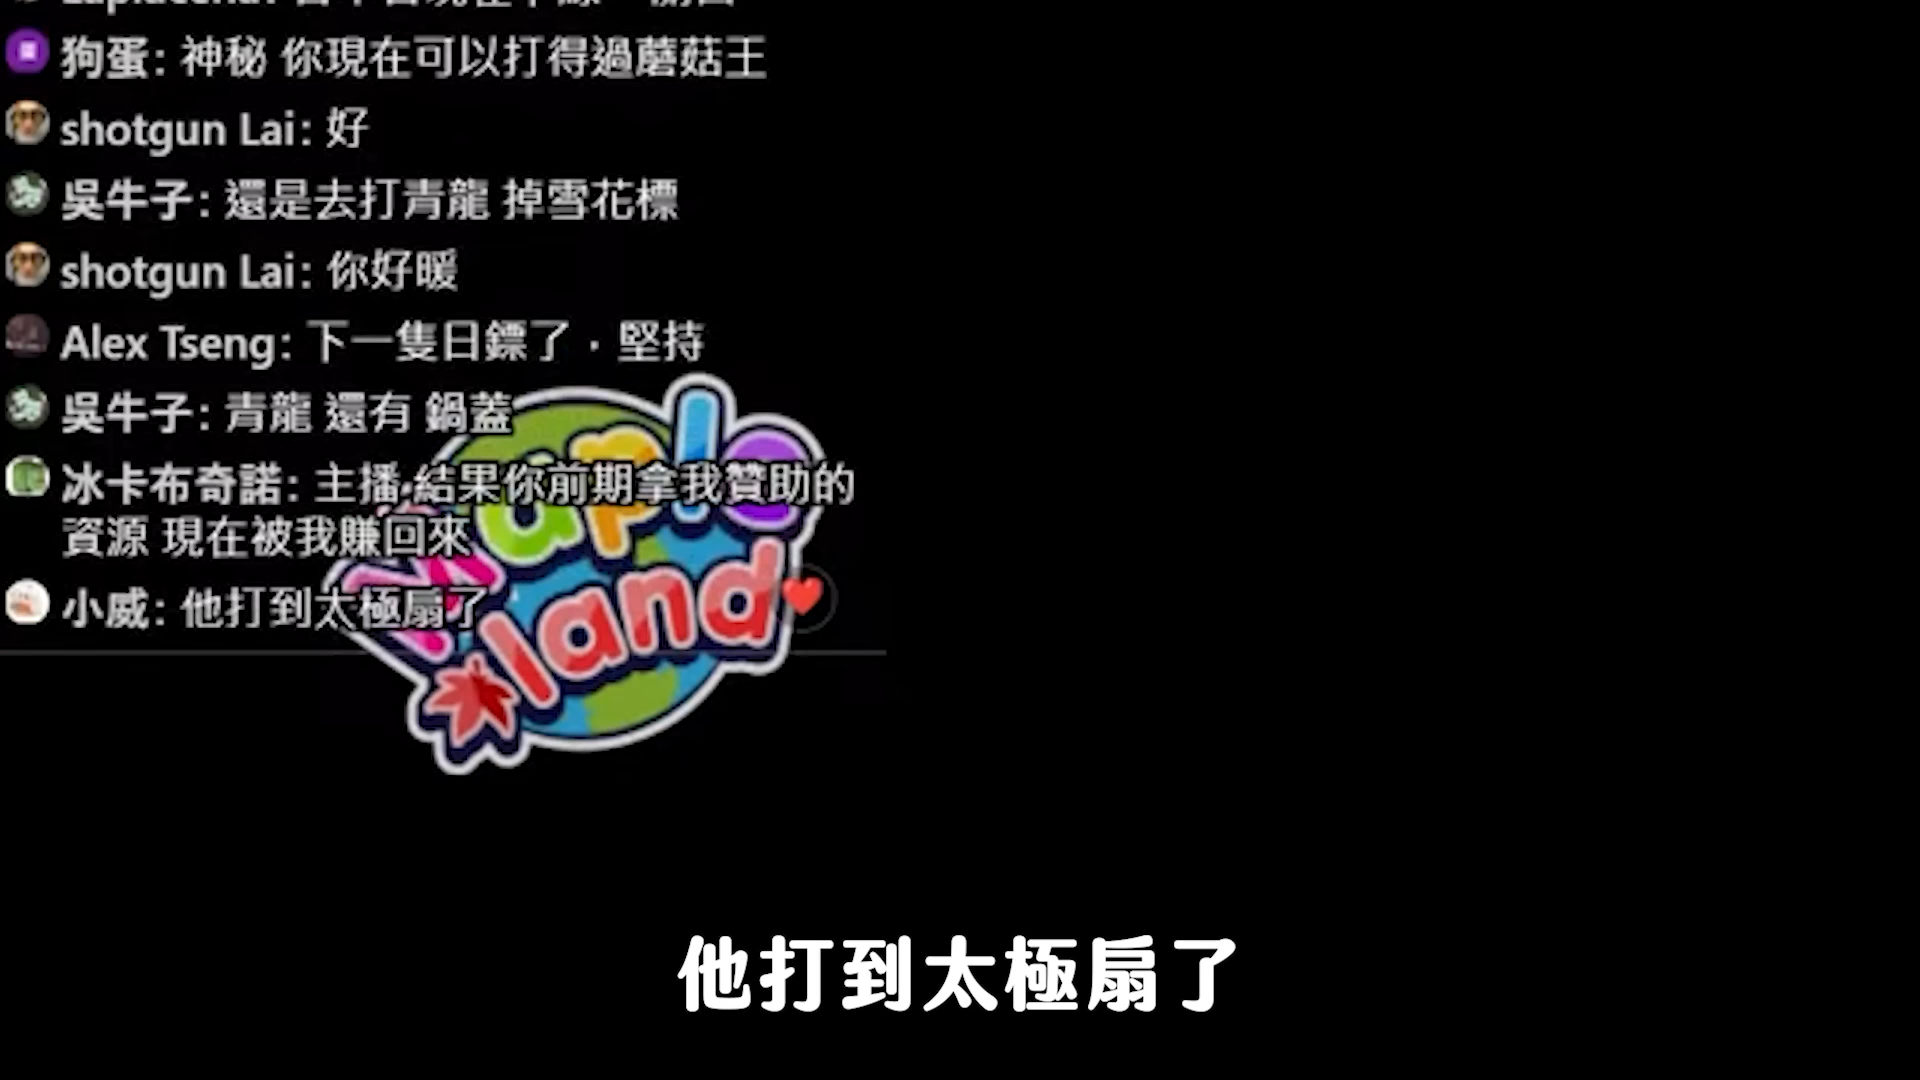 狗蛋: 神秘 你現在可以打得過蘑菇王
shotgun Lai: 好
吳牛子: 還是去打青龍 掉雪花標
shotgun Lai: 你好暖
Alex Tseng: 下一隻日鏢了，堅持
吳牛子: 青龍 還有 鍋蓋
冰卡布奇諾: 主播 結果你前期拿我贊助的
資源 現在被我賺回來
小威: 他打到太極扇了
Maple
land
他打到太極扇了